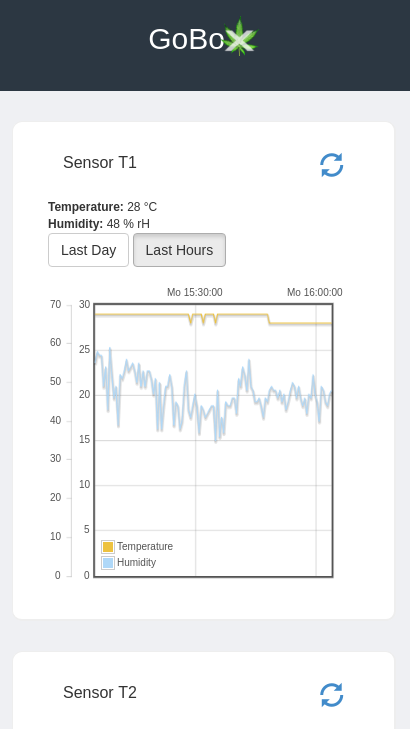 GoBo
Sensor T1
Temperature: 28 °C
Humidity: 48 % rH
Last Day
Last Hours
Mo 15:30:00
Mo 16:00:00
70
60
50
40
30
20
10
0
30
25
20
15
10
5
0
Temperature
Humidity
Sensor T2